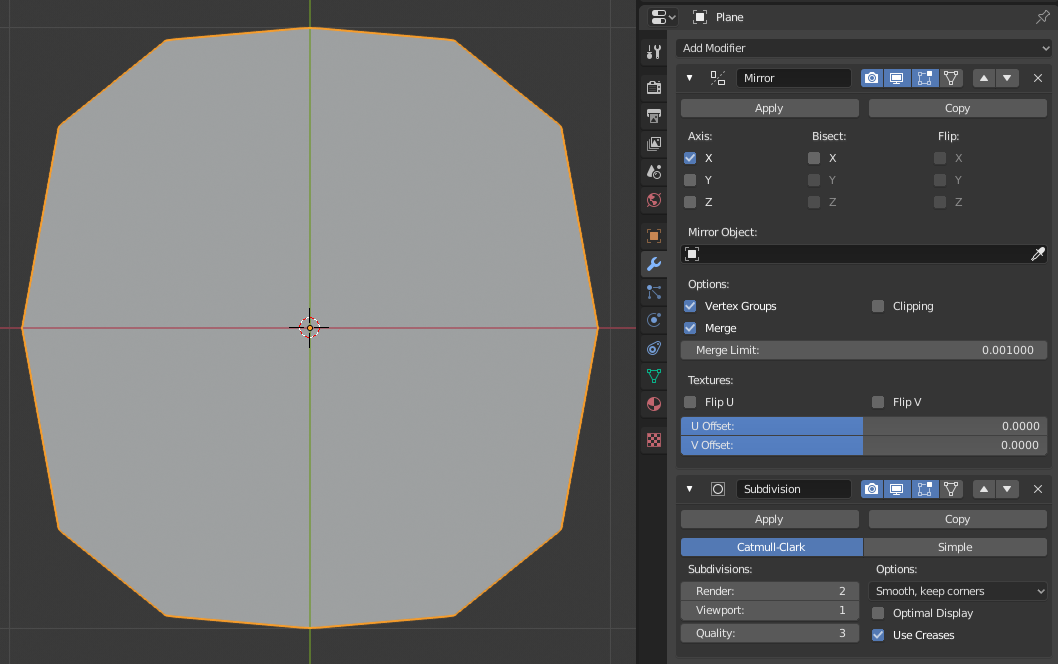 Plane
Add Modifier
Mirror
Apply Copy
Axis: Bisect: Flip:
X X X
Y Y Y
Z Z Z
Mirror Object:
Options:
Vertex Groups Clipping
Merge
Merge Limit: 0.001000
Textures:
Flip U Flip V
U Offset: 0.0000
V Offset: 0.0000
Subdivision
Apply Copy
Catmull-Clark Simple
Subdivisions: Options:
Render: 2 Smooth, keep corners
Viewport: 1 Optimal Display
Quality: 3 Use Creases